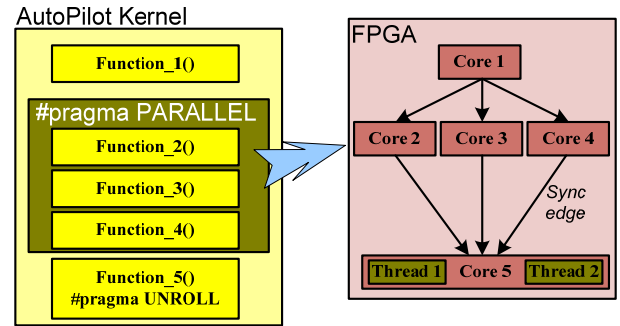 AutoPilot Kernel
Function_1()
#pragma PARALLEL
Function_2()
Function_3()
Function_4()
Function_5()
#pragma UNROLL
FPGA
Core 1
Core 2
Core 3
Core 4
Sync
edge
Thread 1
Core 5
Thread 2